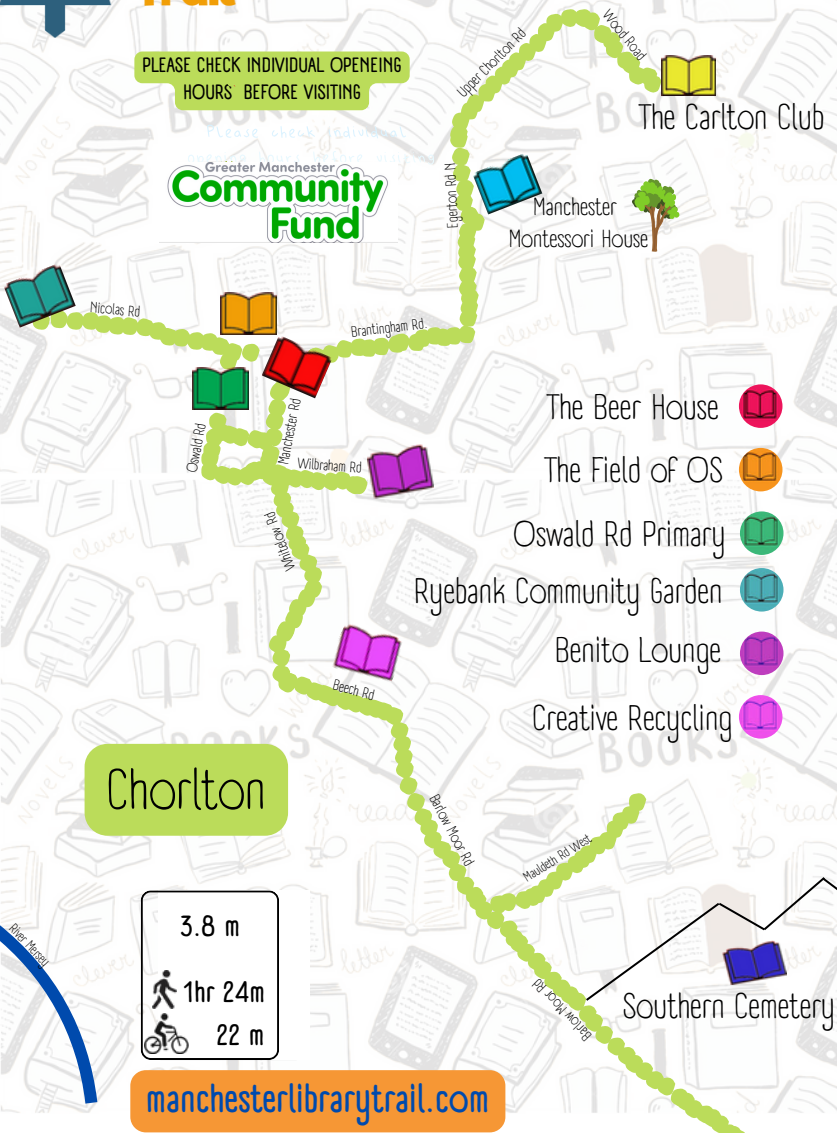 Trail
PLEASE CHECK INDIVIDUAL OPENEING
HOURS BEFORE VISITING
Please check individual
Greater Manchester
Community
Fund
Upper Chorlton Rd
Wood Road
The Carlton Club
Egerton Rd N
Manchester
Montessori House
Nicolas Rd
Brantingham Rd.
Oswald Rd
Manchester Rd
Wilbraham Rd
Whitelow Rd
The Beer House
The Field of OS
Oswald Rd Primary
Ryebank Community Garden
Benito Lounge
Creative Recycling
Beech Rd
Chorlton
Barlow Moor Rd
Mauldeth Rd West
River Mersey
3.8 m
1hr 24m
22 m
Barlow Moor Rd
Southern Cemetery
manchesterlibrarytrail.com